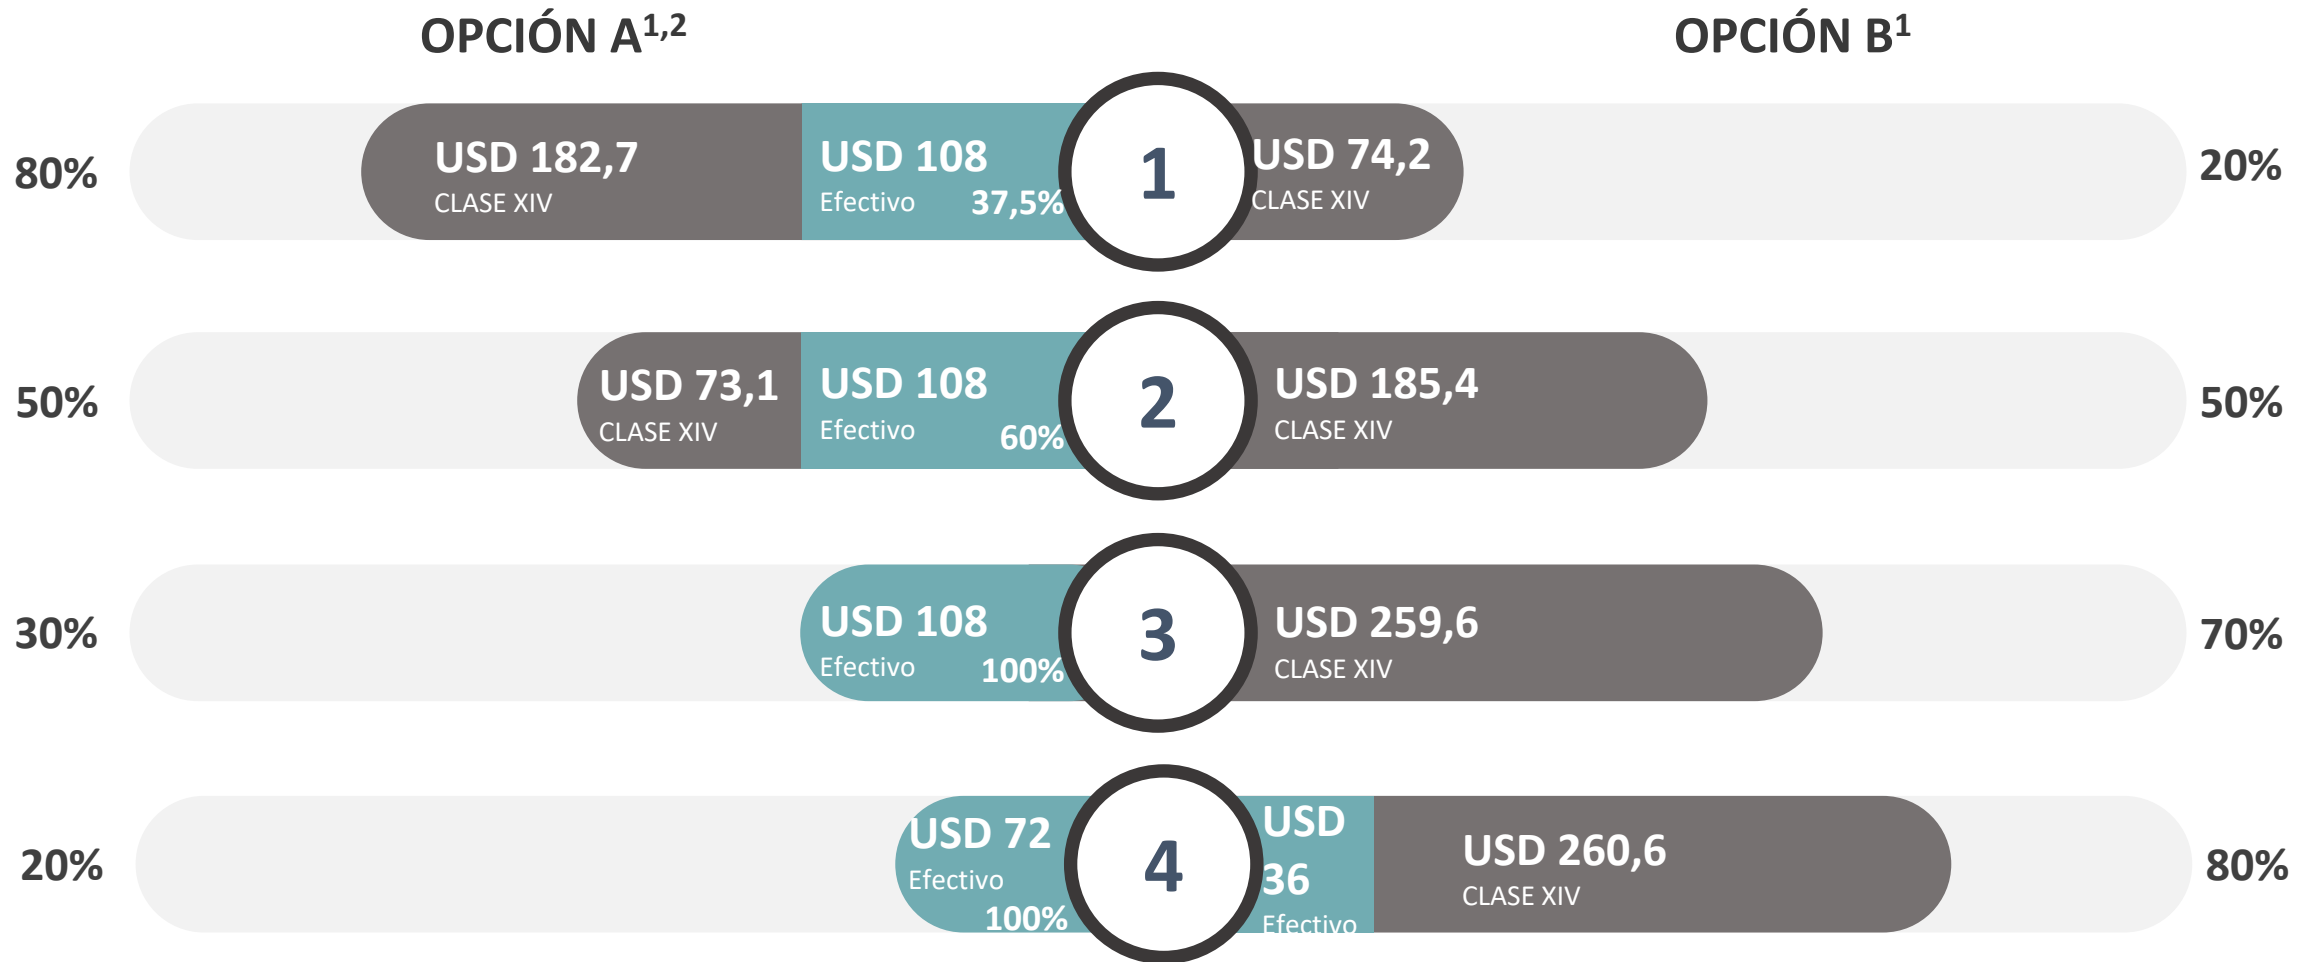 OPCIÓN A1,2
OPCIÓN B1
80%
USD 182,7
CLASE XIV
USD 108
Efectivo
37,5%
1
USD 74,2
CLASE XIV
20%
50%
USD 73,1
CLASE XIV
USD 108
Efectivo
60%
2
USD 185,4
CLASE XIV
50%
30%
USD 108
Efectivo
100%
3
USD 259,6
CLASE XIV
70%
20%
USD 72
Efectivo
100%
4
USD
36
Efectivo
USD 260,6
CLASE XIV
80%